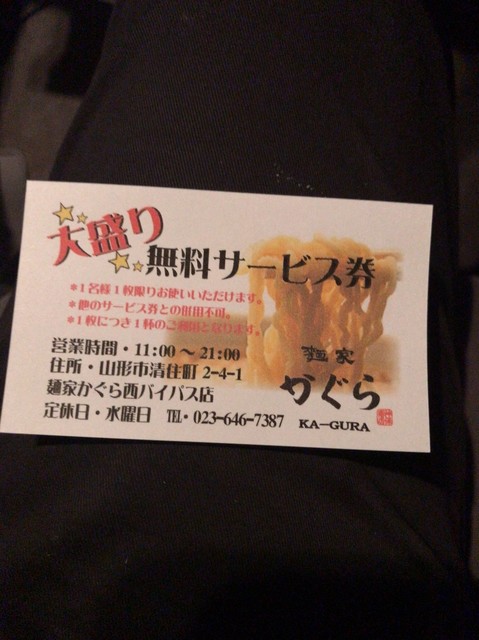 大盛り
無料サービス券
*1名様1枚限りお使いいただけます。
*他のサービス券との併用不可。
*1枚につき1杯のご利用となります。
営業時間・11:00～21:00
住所・山形市清住町2-4-1
麺家かぐら西バイパス店
定休日・水曜日 TEL・023-646-7387
麺家
かぐら
KA-GURA